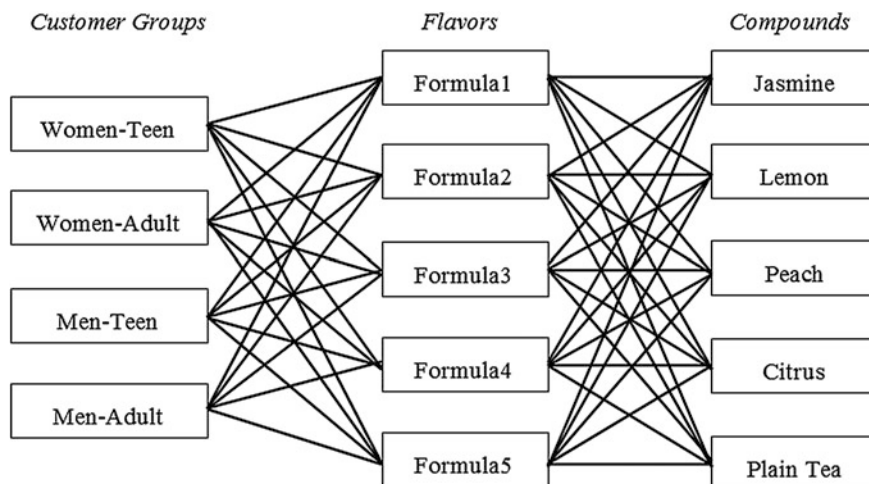 Customer Groups
Flavors
Compounds
Women-Teen
Women-Adult
Men-Teen
Men-Adult
Formula1
Formula2
Formula3
Formula4
Formula5
Jasmine
Lemon
Peach
Citrus
Plain Tea